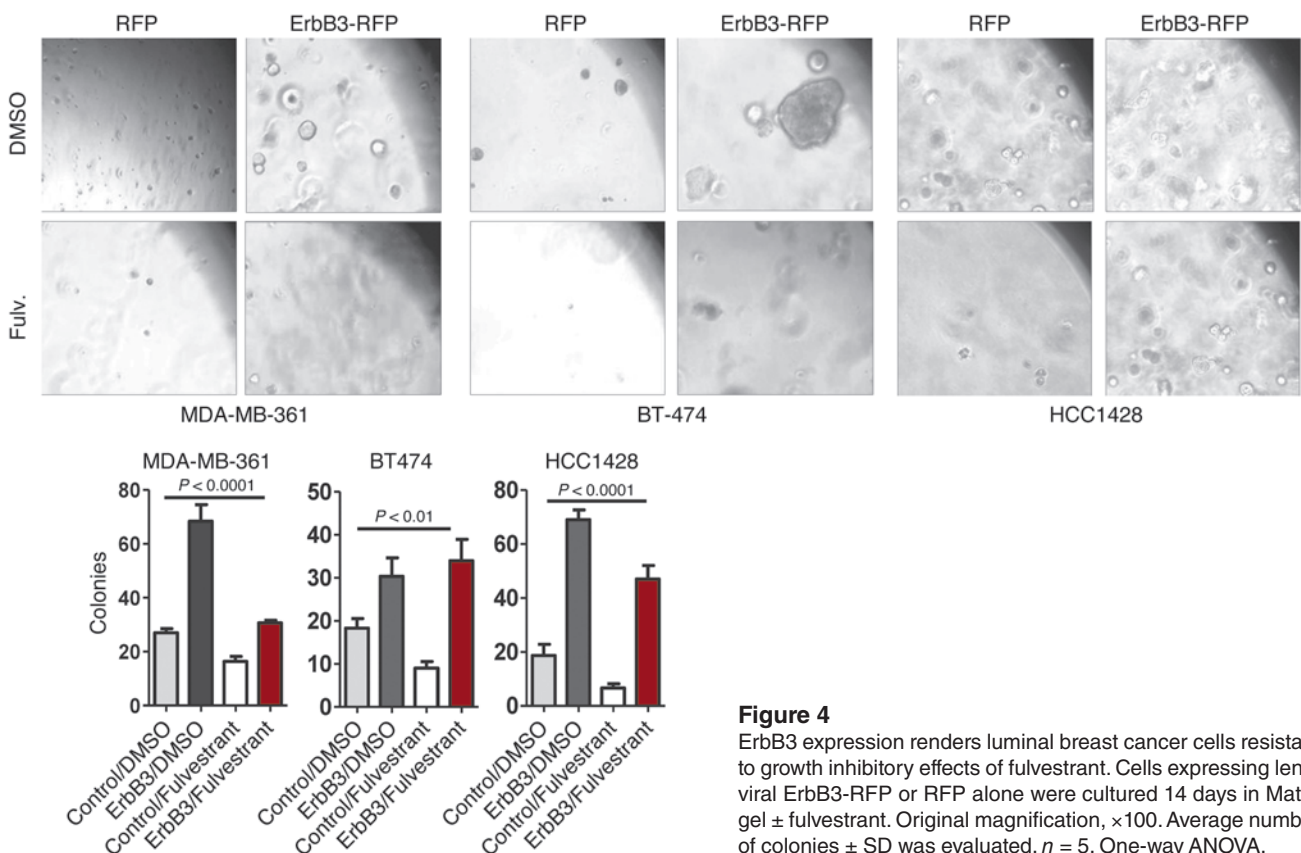 RFP ErbB3-RFP RFP ErbB3-RFP RFP ErbB3-RFP
DMSO
Fulv.
MDA-MB-361 BT-474 HCC1428
MDA-MB-361 BT474 HCC1428
Colonies
80
60
40
20
0
P < 0.0001
Control/DMSO
ErbB3/DMSO
Control/Fulvestrant
ErbB3/Fulvestrant
50
40
30
20
10
0
P < 0.01
Control/DMSO
ErbB3/DMSO
Control/Fulvestrant
ErbB3/Fulvestrant
80
60
40
20
0
P < 0.0001
Control/DMSO
ErbB3/DMSO
Control/Fulvestrant
ErbB3/Fulvestrant
Figure 4
ErbB3 expression renders luminal breast cancer cells resista
to growth inhibitory effects of fulvestrant. Cells expressing len
viral ErbB3-RFP or RFP alone were cultured 14 days in Mat
gel ± fulvestrant. Original magnification, ×100. Average numb
of colonies ± SD was evaluated. n = 5. One-way ANOVA.